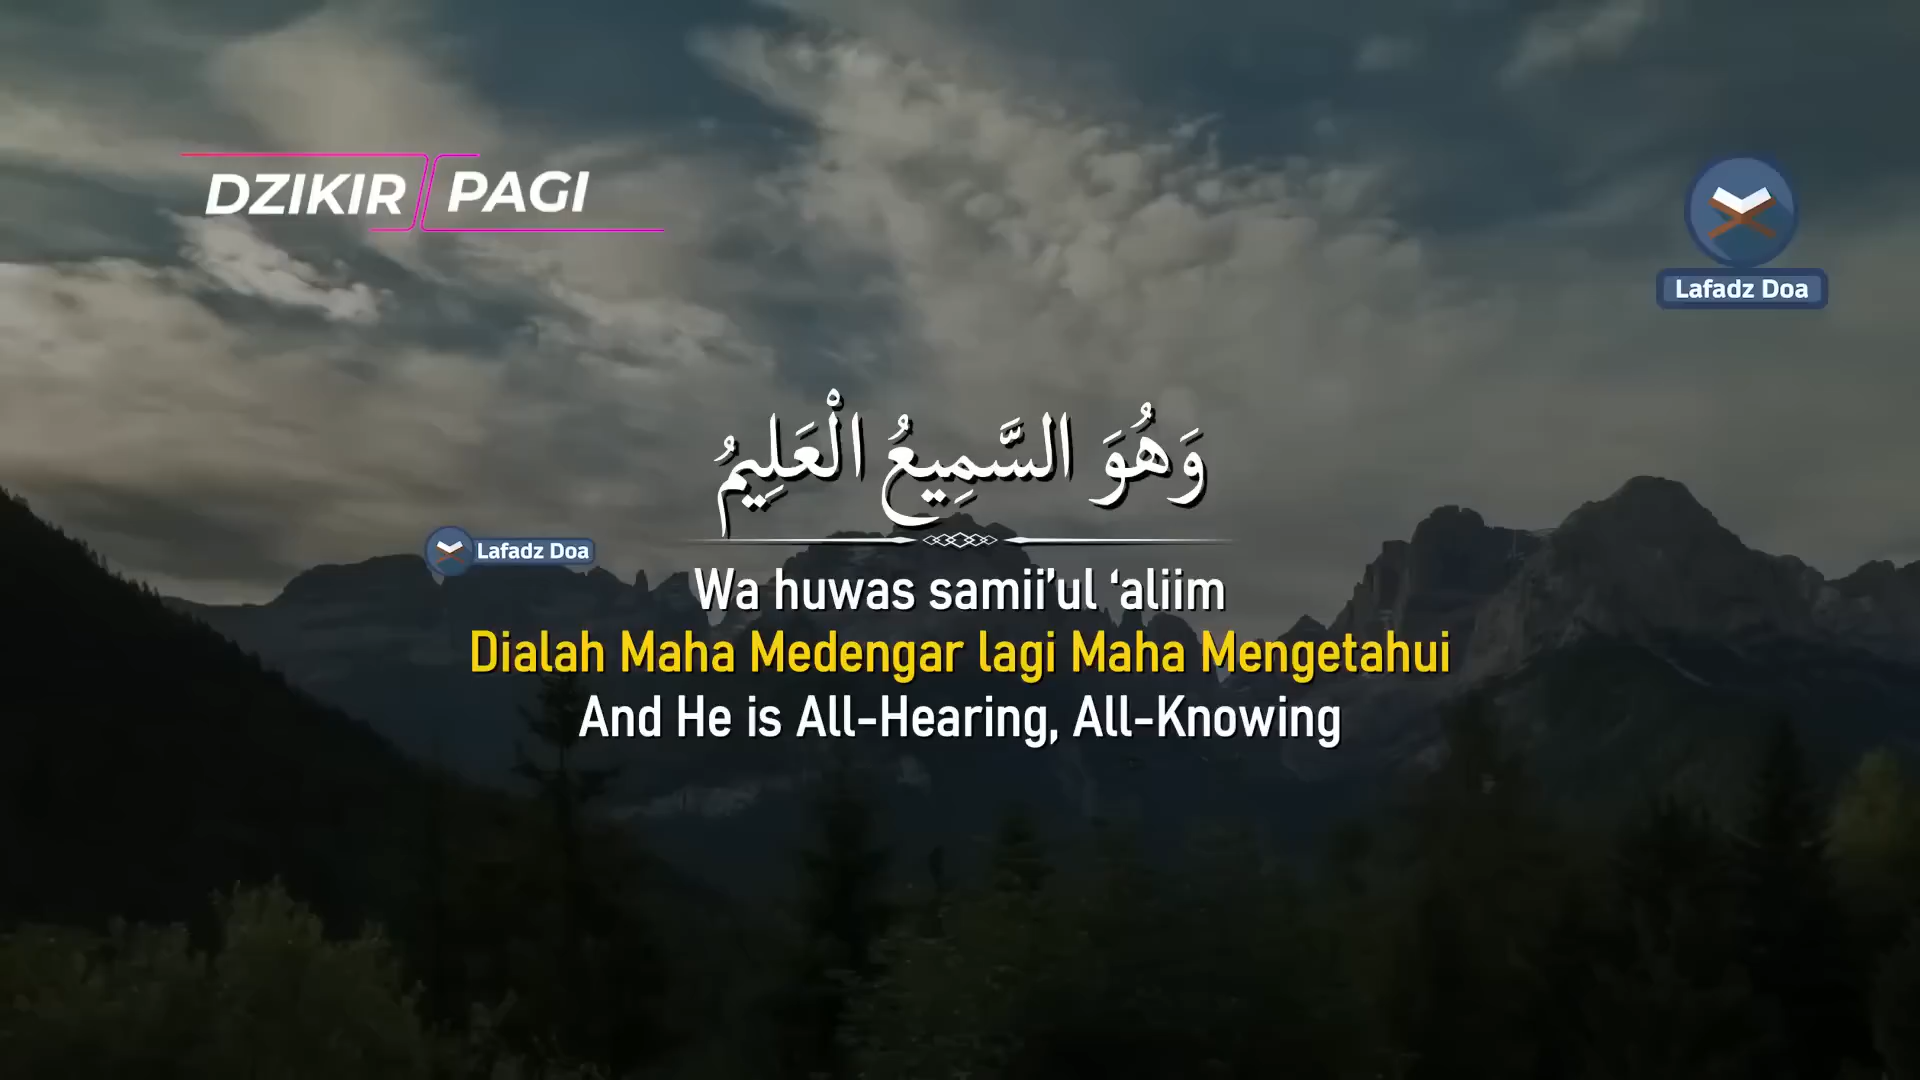 DZIKIR PAGI
Lafadz Doa
وَهُوَ السَّمِيعُ الْعَلِيمُ
Lafadz Doa
Wa huwas samii’ul ‘aliim
Dialah Maha Medengar lagi Maha Mengetahui
And He is All-Hearing, All-Knowing